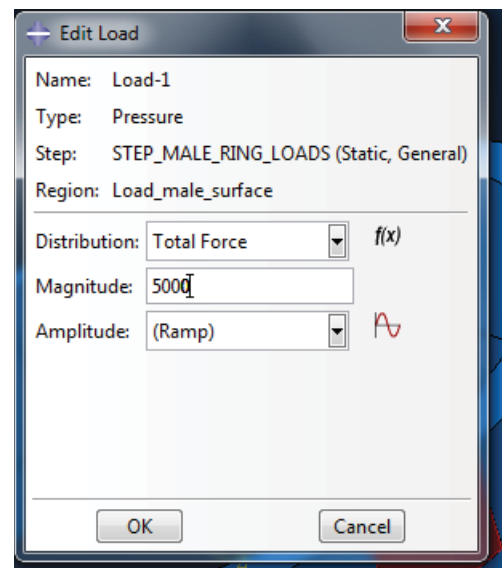 Edit Load
Name: Load-1
Type: Pressure
Step: STEP_MALE_RING_LOADS (Static, General)
Region: Load_male_surface
Distribution: Total Force f(x)
Magnitude: 5000
Amplitude: (Ramp)
OK Cancel